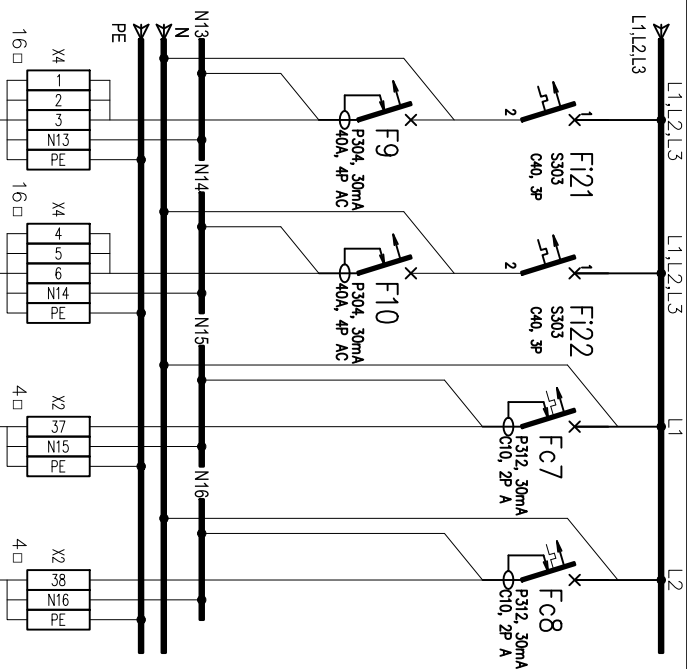 L1,L2,L3
N
PE
L1,L2,L3
1
2
Fi21
S303
C40, 3P
F9
P304, 30mA
40A, 4P AC
N13
X4
16
1
2
3
N13
PE
L1,L2,L3
1
2
Fi22
S303
C40, 3P
F10
P304, 30mA
40A, 4P AC
N14
X4
16
4
5
6
N14
PE
L1
Fc7
P312, 30mA
C10, 2P A
N15
X2
4
37
N15
PE
L2
Fc8
P312, 30mA
C10, 2P A
N16
X2
4
38
N16
PE